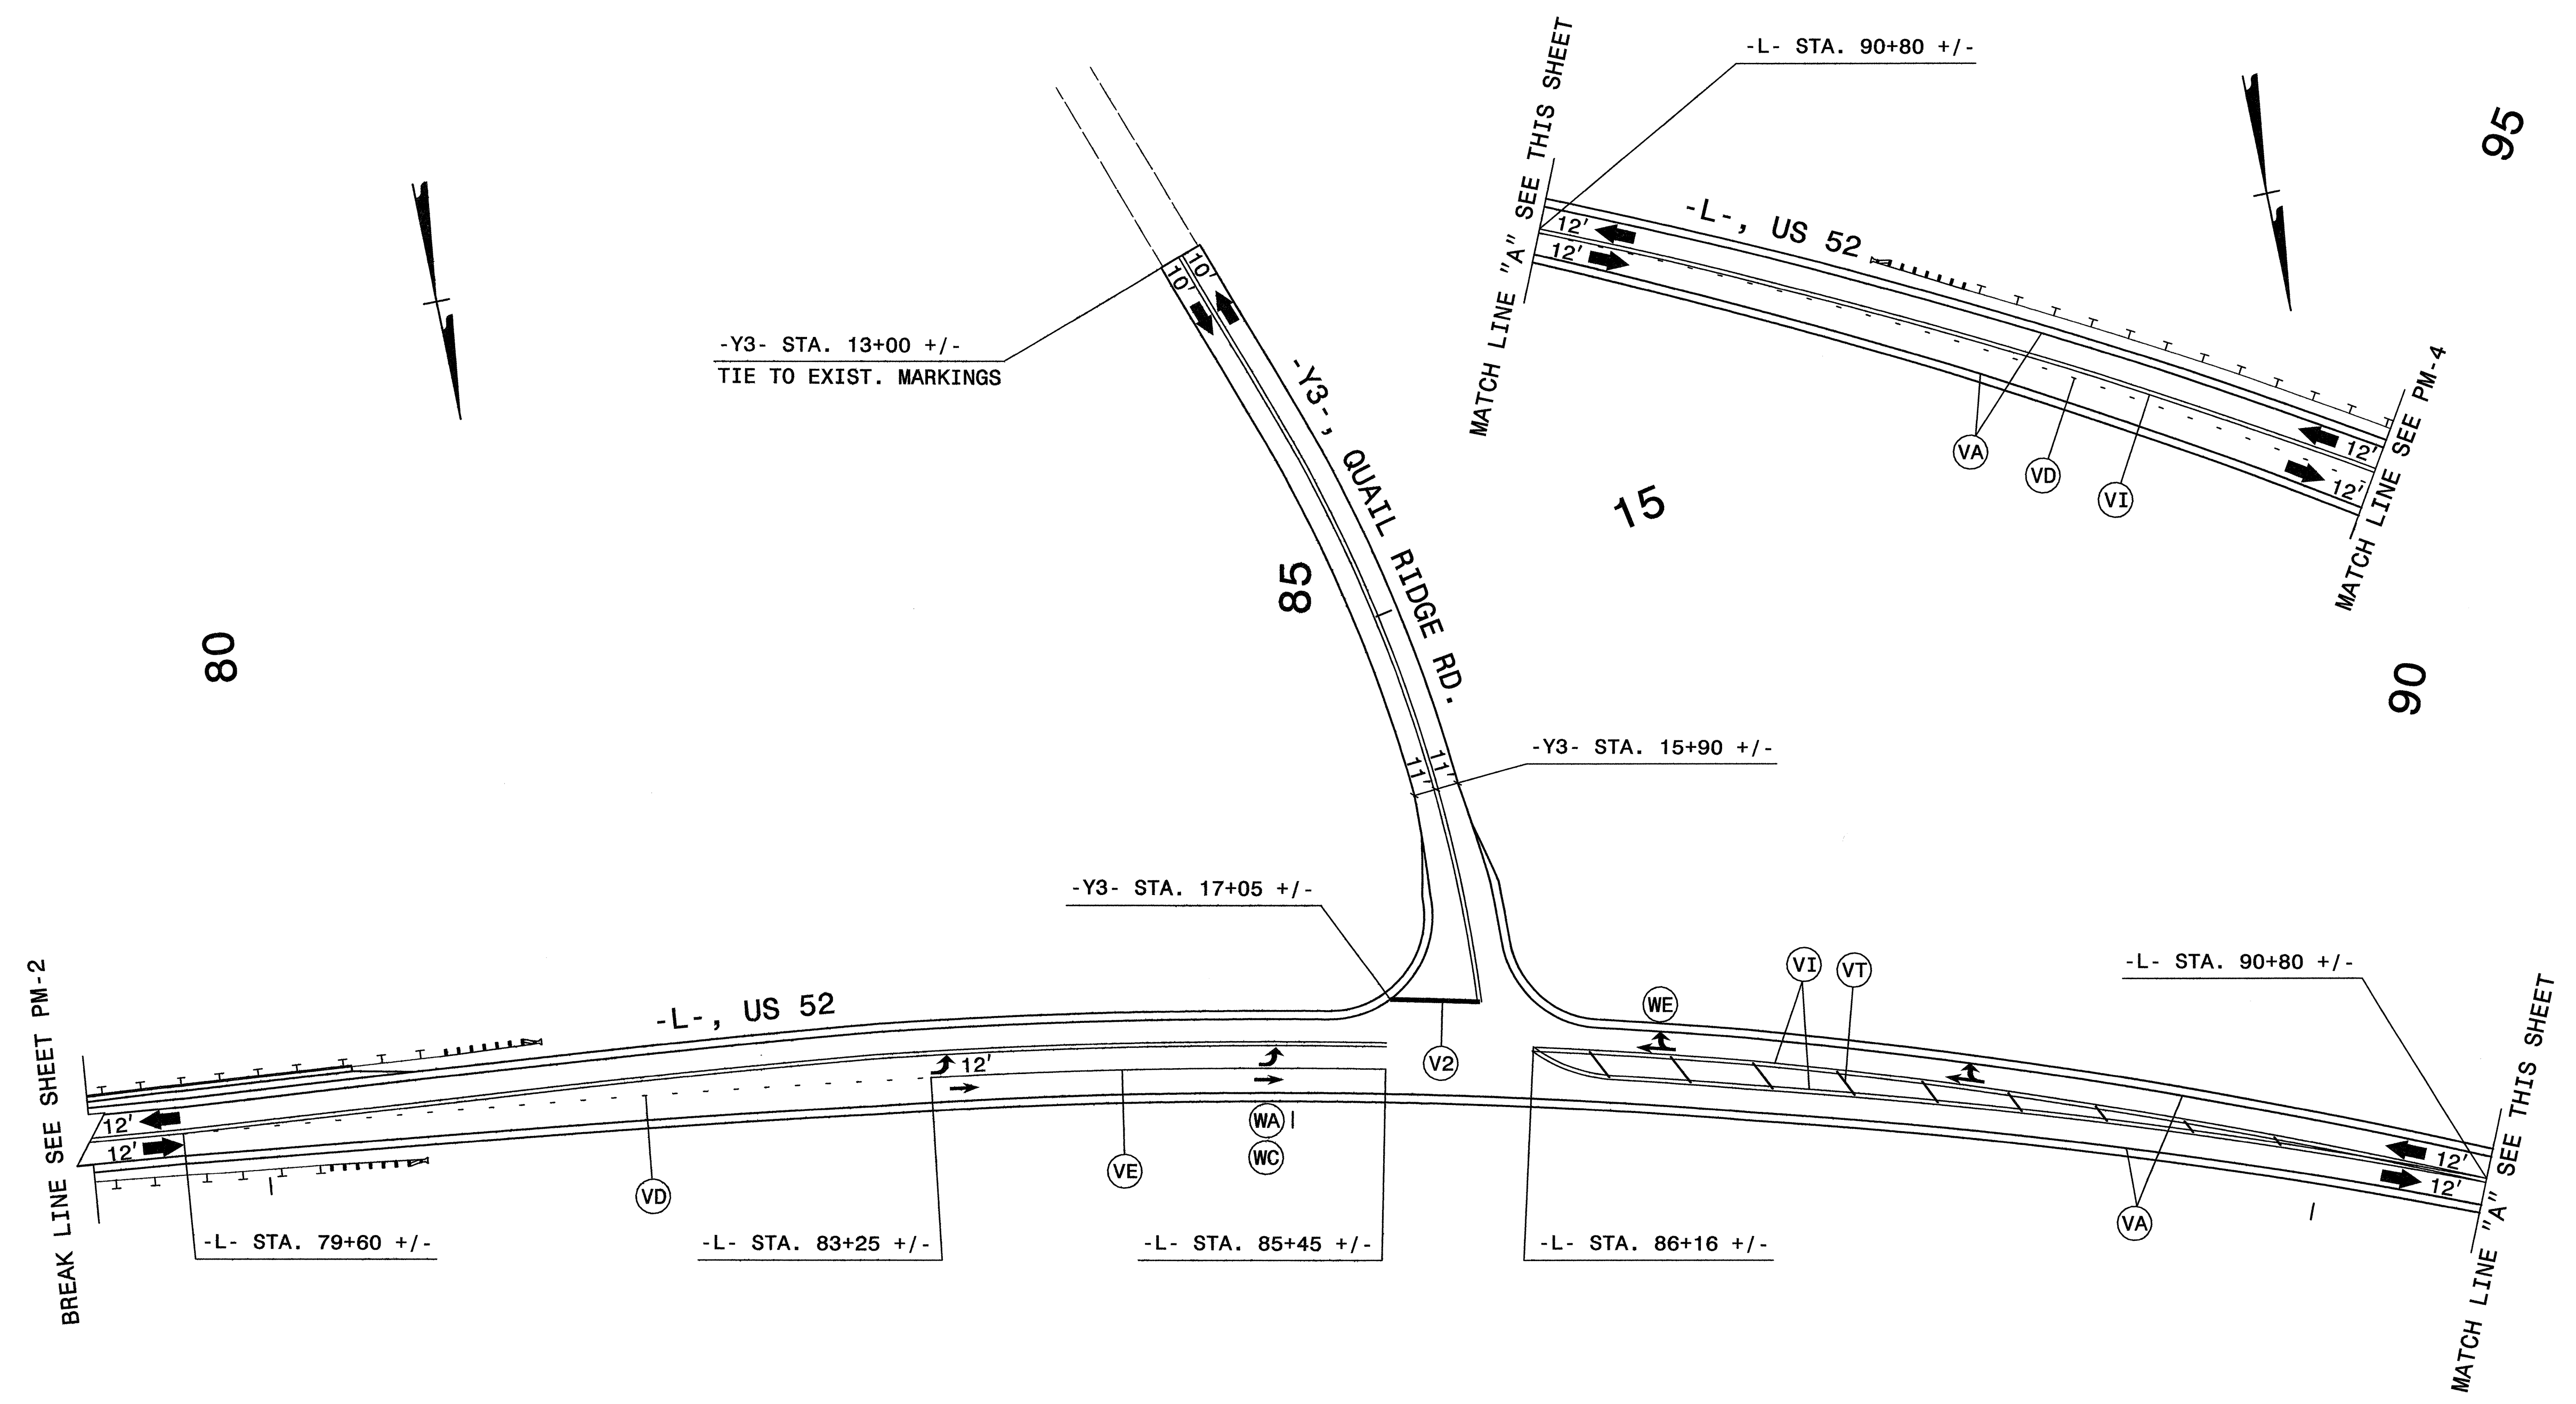 -L- STA. 90+80 +/-
MATCH LINE "A" SEE THIS SHEET
95
12'
12'
-L-, US 52
10'
10'
-Y3- STA. 13+00 +/-
TIE TO EXIST. MARKINGS
-Y3-, QUAIL RIDGE RD.
MATCH LINE SEE PM-4
12'
12'
VA
VD
VI
15
85
80
90
-Y3- STA. 15+90 +/-
11'
11'
-Y3- STA. 17+05 +/-
BREAK LINE SEE SHEET PM-2
-L-, US 52
VI
VT
WE
-L- STA. 90+80 +/-
V2
12'
12'
12'
WA
WC
VE
VD
12'
12'
VA
MATCH LINE "A" SEE THIS SHEET
-L- STA. 79+60 +/-
-L- STA. 83+25 +/-
-L- STA. 85+45 +/-
-L- STA. 86+16 +/-